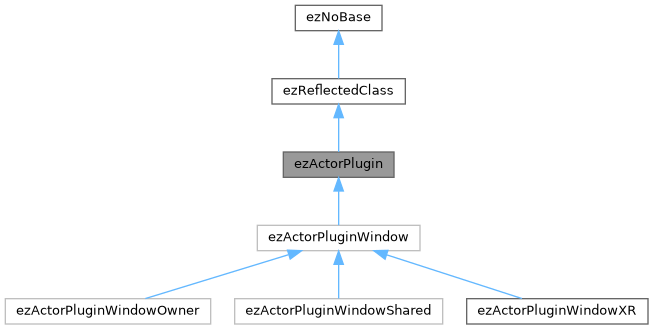 ezNoBase
ezReflectedClass
ezActorPlugin
ezActorPluginWindow
ezActorPluginWindowOwner
ezActorPluginWindowShared
ezActorPluginWindowXR